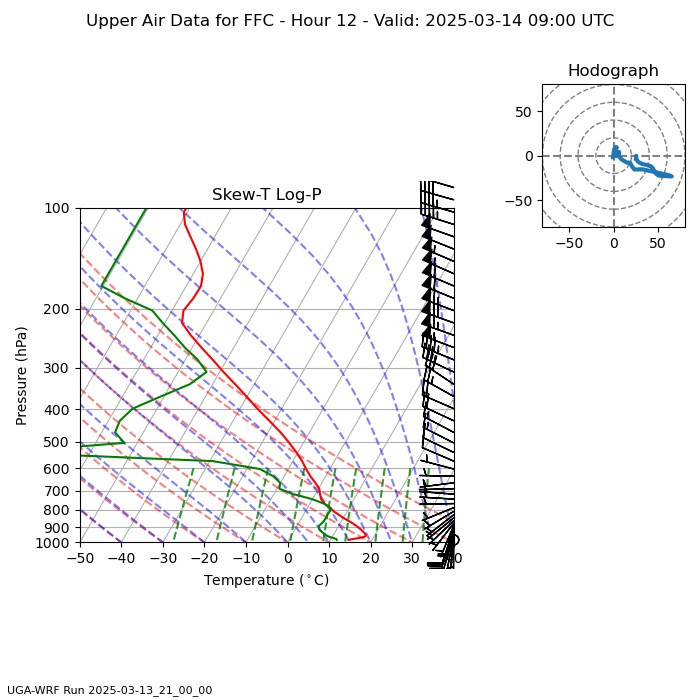 Upper Air Data for FFC - Hour 12 - Valid: 2025-03-14 09:00 UTC
Hodograph
50
0
−50
−50 0 50
Skew-T Log-P
100
200
300
400
500
600
700
800
900
1000
Pressure (hPa)
−50 −40 −30 −20 −10 0 10 20 30
Temperature (°C)
UGA-WRF Run 2025-03-13_21_00_00